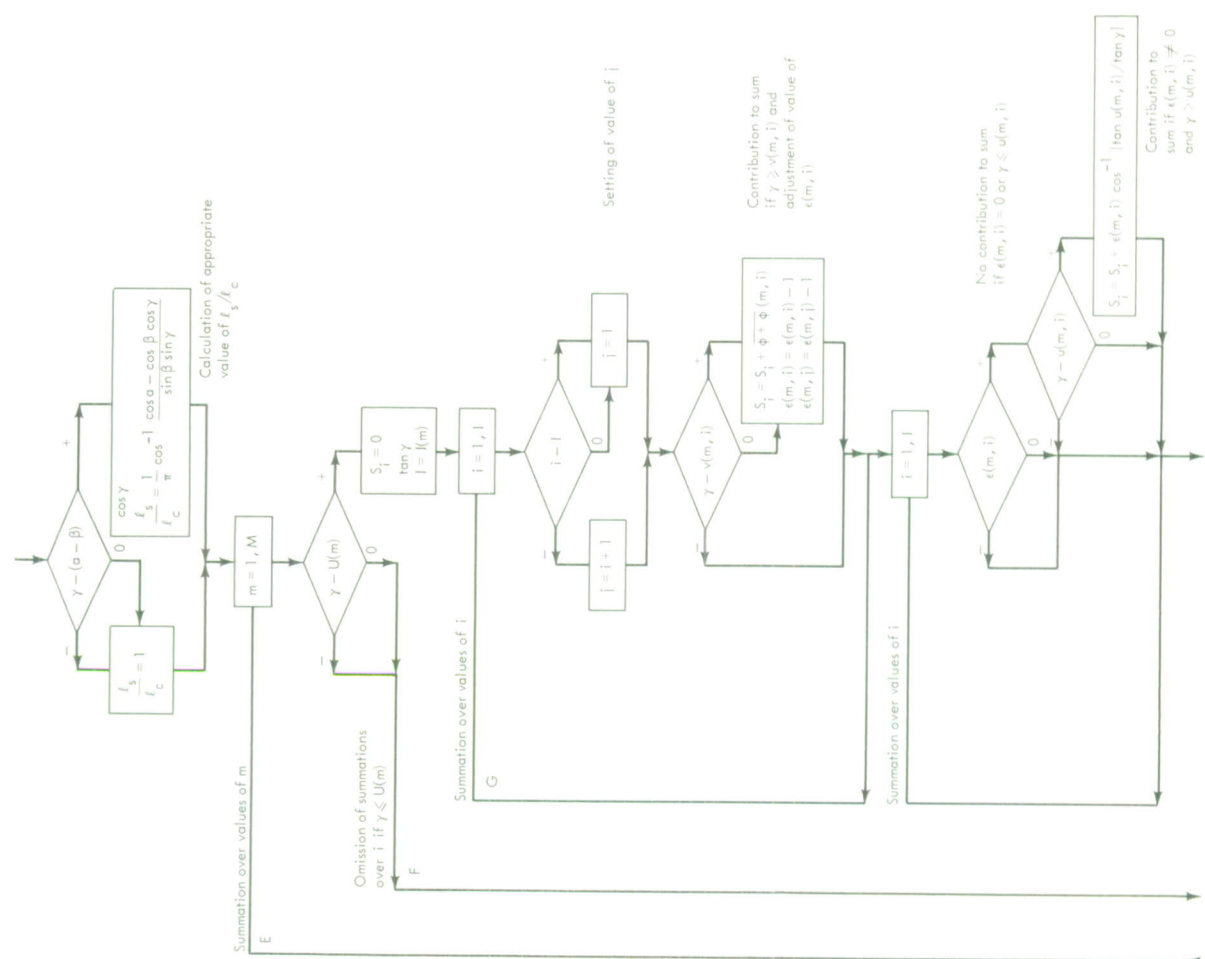 γ − (α − β)
−
+
0
ℓs/ℓc = 1
cos γ
ℓs/ℓc = 1/π cos⁻¹ (cos α − cos β cos γ)/(sin β sin γ)
Calculation of appropriate
value of ℓs/ℓc
Summation over values of m
E
m = 1, M
γ − U(m)
−
+
0
Omission of summations
over i if γ ⩽ U(m)
F
Si = 0
tan γ
I = I(m)
Summation over values of i
G
i = 1, I
i − I
−
+
0
j = i + 1
j = 1
Setting of value of j
γ − v(m, i)
−
+
0
Si = Si + ϕ + ϕ (m, i)
ϵ(m, i) = ϵ(m, i) − 1
ϵ(m, j) = ϵ(m, j) − 1
Contribution to sum
if γ ⩾ v(m, i) and
adjustment of value of
ϵ(m, i)
Summation over values of i
i = 1, I
ϵ(m, i)
−
+
0
No contribution to sum
if ϵ(m, i) = 0 or γ ⩽ u(m, i)
γ − u(m, i)
−
+
0
Si = Si + ϵ(m, i) cos⁻¹ [tan u(m, i)/tan γ]
Contribution to
sum if ϵ(m, i) ≠ 0
and γ > u(m, i)